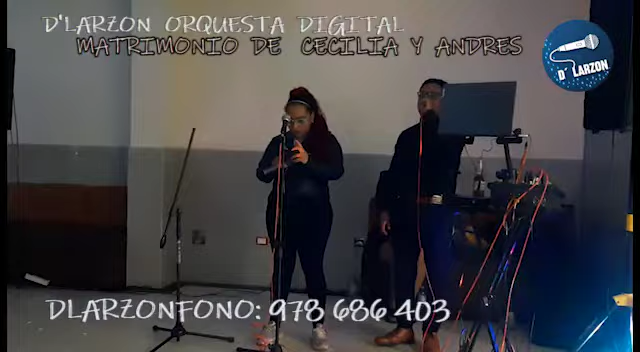 D'LARZON ORQUESTA DIGITAL
MATRIMONIO DE CECILIA Y ANDRES
D' LARZON
DLARZONFONO: 978 686 403